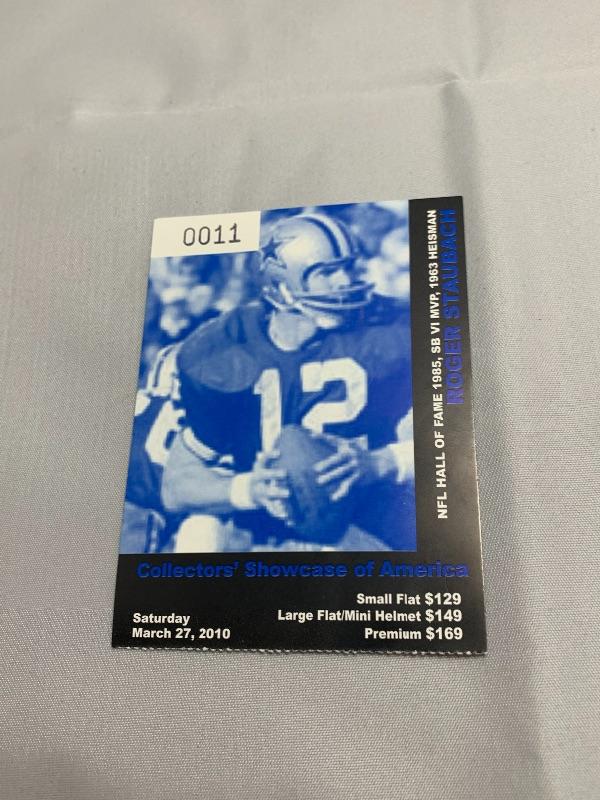 0011
12
NFL HALL OF FAME 1985, SB VI MVP, 1963 HEISMAN
ROGER STAUBACH
Collectors' Showcase of America
Small Flat $129
Large Flat/Mini Helmet $149
Premium $169
Saturday
March 27, 2010